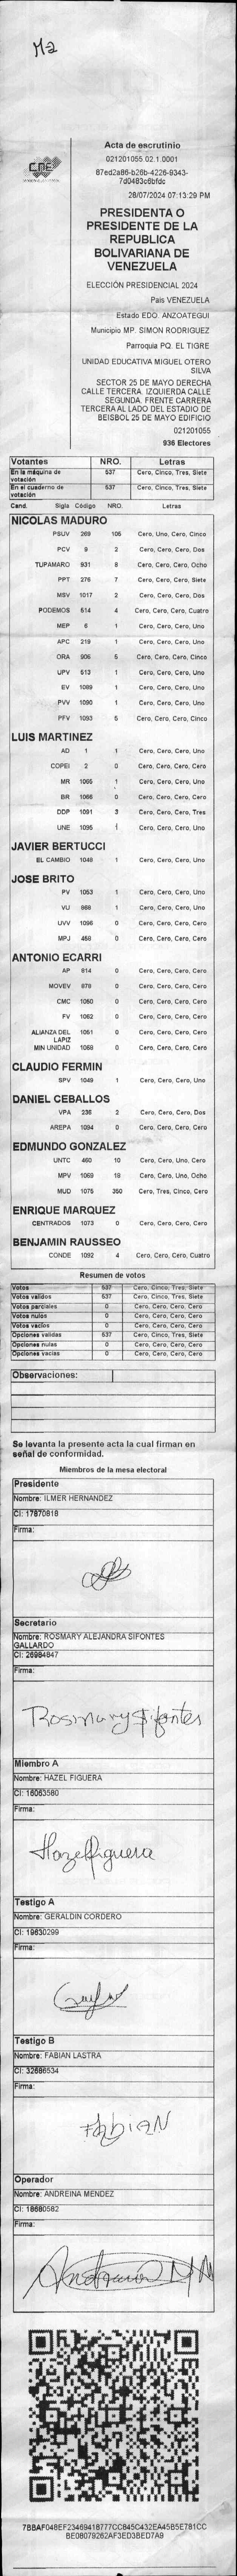 M2
CNE
Acta de escrutinio
021201055.02.1.0001
87ed2a86-b26b-4226-9343-
7d0483c6bfdc
28/07/2024 07:13:29 PM
PRESIDENTA O
PRESIDENTE DE LA
REPUBLICA
BOLIVARIANA DE
VENEZUELA
ELECCIÓN PRESIDENCIAL 2024
País VENEZUELA
Estado EDO. ANZOATEGUI
Municipio MP. SIMON RODRIGUEZ
Parroquia PQ. EL TIGRE
UNIDAD EDUCATIVA MIGUEL OTERO
SILVA
SECTOR 25 DE MAYO DERECHA
CALLE TERCERA. IZQUIERDA CALLE
SEGUNDA. FRENTE CARRERA
TERCERA AL LADO DEL ESTADIO DE
BEISBOL 25 DE MAYO EDIFICIO
021201055
936 Electores
Votantes NRO. Letras
En la máquina de votación 537 Cero, Cinco, Tres, Siete
En el cuaderno de votación 537 Cero, Cinco, Tres, Siete
Cand. Sigla Código NRO. Letras
NICOLAS MADURO
PSUV 269 105 Cero, Uno, Cero, Cinco
PCV 9 2 Cero, Cero, Cero, Dos
TUPAMARO 931 8 Cero, Cero, Cero, Ocho
PPT 276 7 Cero, Cero, Cero, Siete
MSV 1017 2 Cero, Cero, Cero, Dos
PODEMOS 514 4 Cero, Cero, Cero, Cuatro
MEP 6 1 Cero, Cero, Cero, Uno
APC 219 1 Cero, Cero, Cero, Uno
ORA 906 5 Cero, Cero, Cero, Cinco
UPV 513 1 Cero, Cero, Cero, Uno
EV 1089 1 Cero, Cero, Cero, Uno
PVV 1090 1 Cero, Cero, Cero, Uno
PFV 1093 5 Cero, Cero, Cero, Cinco
LUIS MARTINEZ
AD 1 1 Cero, Cero, Cero, Uno
COPEI 2 0 Cero, Cero, Cero, Cero
MR 1065 1 Cero, Cero, Cero, Uno
BR 1066 0 Cero, Cero, Cero, Cero
DDP 1091 3 Cero, Cero, Cero, Tres
UNE 1095 1 Cero, Cero, Cero, Uno
JAVIER BERTUCCI
EL CAMBIO 1048 1 Cero, Cero, Cero, Uno
JOSE BRITO
PV 1053 1 Cero, Cero, Cero, Uno
VU 868 1 Cero, Cero, Cero, Uno
UVV 1096 0 Cero, Cero, Cero, Cero
MPJ 456 0 Cero, Cero, Cero, Cero
ANTONIO ECARRI
AP 814 0 Cero, Cero, Cero, Cero
MOVEV 878 0 Cero, Cero, Cero, Cero
CMC 1050 0 Cero, Cero, Cero, Cero
FV 1062 0 Cero, Cero, Cero, Cero
ALIANZA DEL LAPIZ 1051 0 Cero, Cero, Cero, Cero
MIN UNIDAD 1068 0 Cero, Cero, Cero, Cero
CLAUDIO FERMIN
SPV 1049 1 Cero, Cero, Cero, Uno
DANIEL CEBALLOS
VPA 236 2 Cero, Cero, Cero, Dos
AREPA 1094 0 Cero, Cero, Cero, Cero
EDMUNDO GONZALEZ
UNTC 460 10 Cero, Cero, Uno, Cero
MPV 1069 18 Cero, Cero, Uno, Ocho
MUD 1075 350 Cero, Tres, Cinco, Cero
ENRIQUE MARQUEZ
CENTRADOS 1073 0 Cero, Cero, Cero, Cero
BENJAMIN RAUSSEO
CONDE 1092 4 Cero, Cero, Cero, Cuatro
Resumen de votos
Votos 537 Cero, Cinco, Tres, Siete
Votos validos 537 Cero, Cinco, Tres, Siete
Votos parciales 0 Cero, Cero, Cero, Cero
Votos nulos 0 Cero, Cero, Cero, Cero
Votos vacios 0 Cero, Cero, Cero, Cero
Opciones validas 537 Cero, Cinco, Tres, Siete
Opciones nulas 0 Cero, Cero, Cero, Cero
Opciones vacias 0 Cero, Cero, Cero, Cero
Observaciones:
Se levanta la presente acta la cual firman en
señal de conformidad.
Miembros de la mesa electoral
Presidente
Nombre: ILMER HERNANDEZ
CI: 17870818
Firma:
Secretario
Nombre: ROSMARY ALEJANDRA SIFONTES
GALLARDO
CI: 26984847
Firma:
Rosmary Sifontes
Miembro A
Nombre: HAZEL FIGUERA
CI: 16063580
Firma:
Hazel Figuera
Testigo A
Nombre: GERALDIN CORDERO
CI: 19630299
Firma:
Testigo B
Nombre: FABIAN LASTRA
CI: 32686534
Firma:
FAbIAN
Operador
Nombre: ANDREINA MENDEZ
CI: 18680582
Firma:
7BBAF048EF23469418777CCB45C432EA45B5E781CC
BE08079262AF3ED3BED7A9